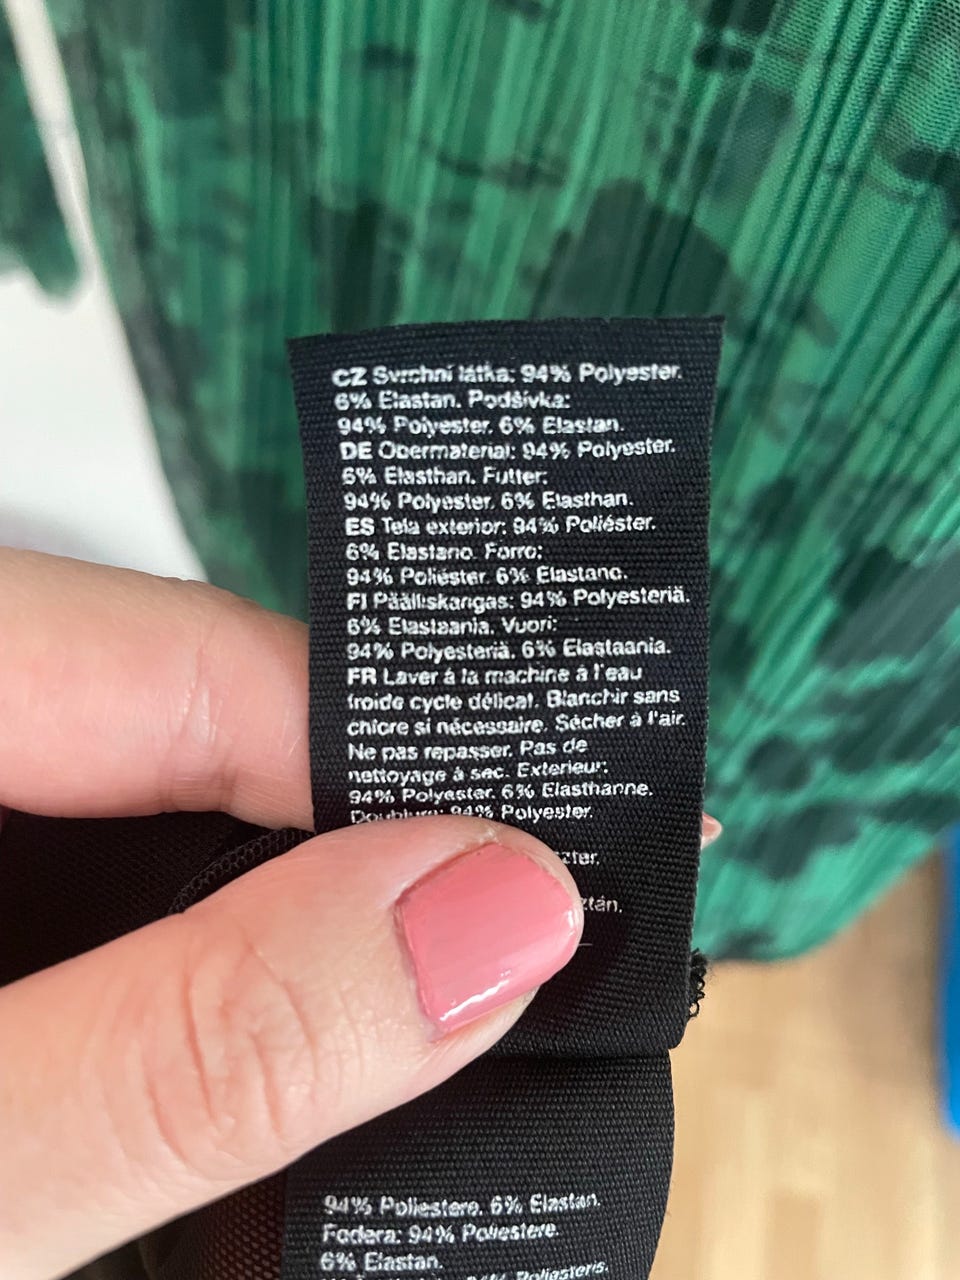 CZ Svrchní látka: 94% Polyester.
6% Elastan. Podšívka:
94% Polyester. 6% Elastan.
DE Obermaterial: 94% Polyester.
6% Elasthan. Futter:
94% Polyester. 6% Elasthan.
ES Tela exterior: 94% Poliéster.
6% Elastano. Forro:
94% Poliéster. 6% Elastano.
FI Päälliskangas: 94% Polyesteriä.
6% Elastaania. Vuori:
94% Polyesteriä. 6% Elastaania.
FR Laver à la machine à l'eau
froide cycle délicat. Blanchir sans
chlore si nécessaire. Sécher à l'air.
Ne pas repasser. Pas de
nettoyage à sec. Exterieur:
94% Polyester. 6% Elasthanne.
Doublure: 94% Polyester.
94% Poliestere. 6% Elastan.
Fodera: 94% Poliestere.
6% Elastan.